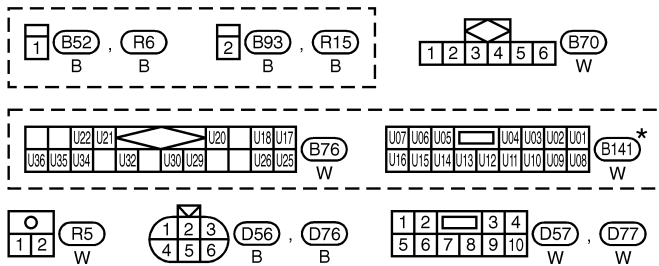 1 B52 , R6 2 B93 , R15 1 2 3 4 5 6 B70
B B B B W
U22 U21 U20 U18 U17 B76 U07 U06 U05 U04 U03 U02 U01 B141 *
U36 U35 U34 U32 U30 U29 U26 U25 W U16 U15 U14 U13 U12 U11 U10 U09 U08 W
1 2 R5 1 2 3 D56 , D76 1 2 3 4 D57 , D77
W 4 5 6 B B 5 6 7 8 9 10 W W